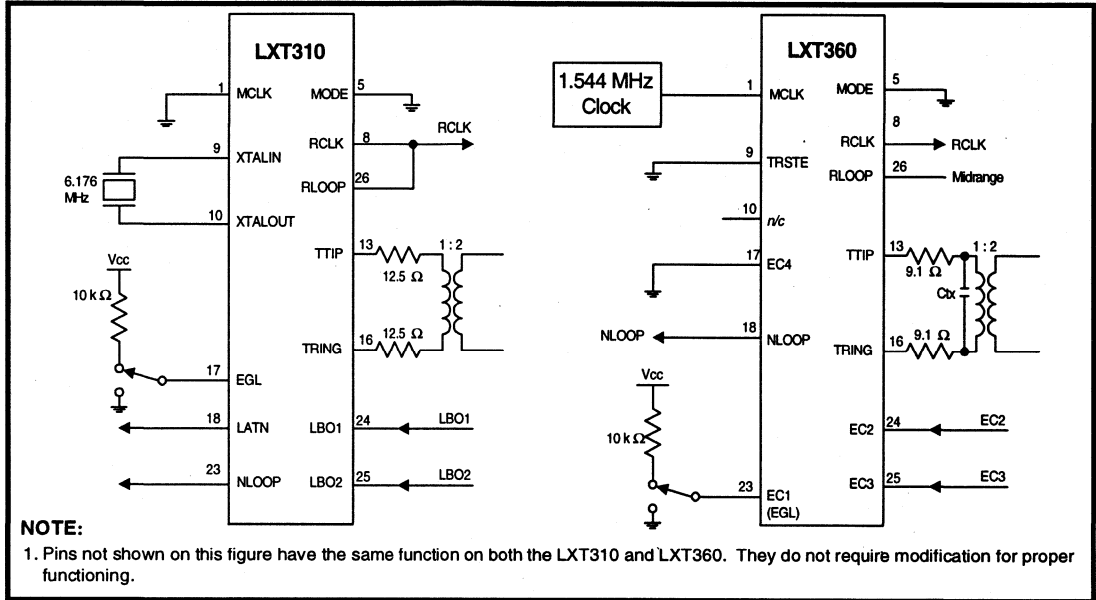 LXT310
1 MCLK
MODE 5
RCLK 8
RCLK
9 XTALIN
RLOOP 26
6.176
MHz
10 XTALOUT
TTIP 13
1 : 2
12.5 Ω
Vcc
10 kΩ
TRING 16
12.5 Ω
17 EGL
18 LATN
LBO1 24
LBO1
23 NLOOP
LBO2 25
LBO2
LXT360
1.544 MHz
Clock
1 MCLK
MODE 5
RCLK 8
RCLK
9 TRSTE
RLOOP 26
Midrange
10 n/c
17 EC4
TTIP 13
1 : 2
9.1 Ω
Ctx
NLOOP
18 NLOOP
TRING 16
9.1 Ω
Vcc
10 kΩ
EC2 24
EC2
23 EC1
(EGL)
EC3 25
EC3
NOTE:
1. Pins not shown on this figure have the same function on both the LXT310 and LXT360. They do not require modification for proper
functioning.